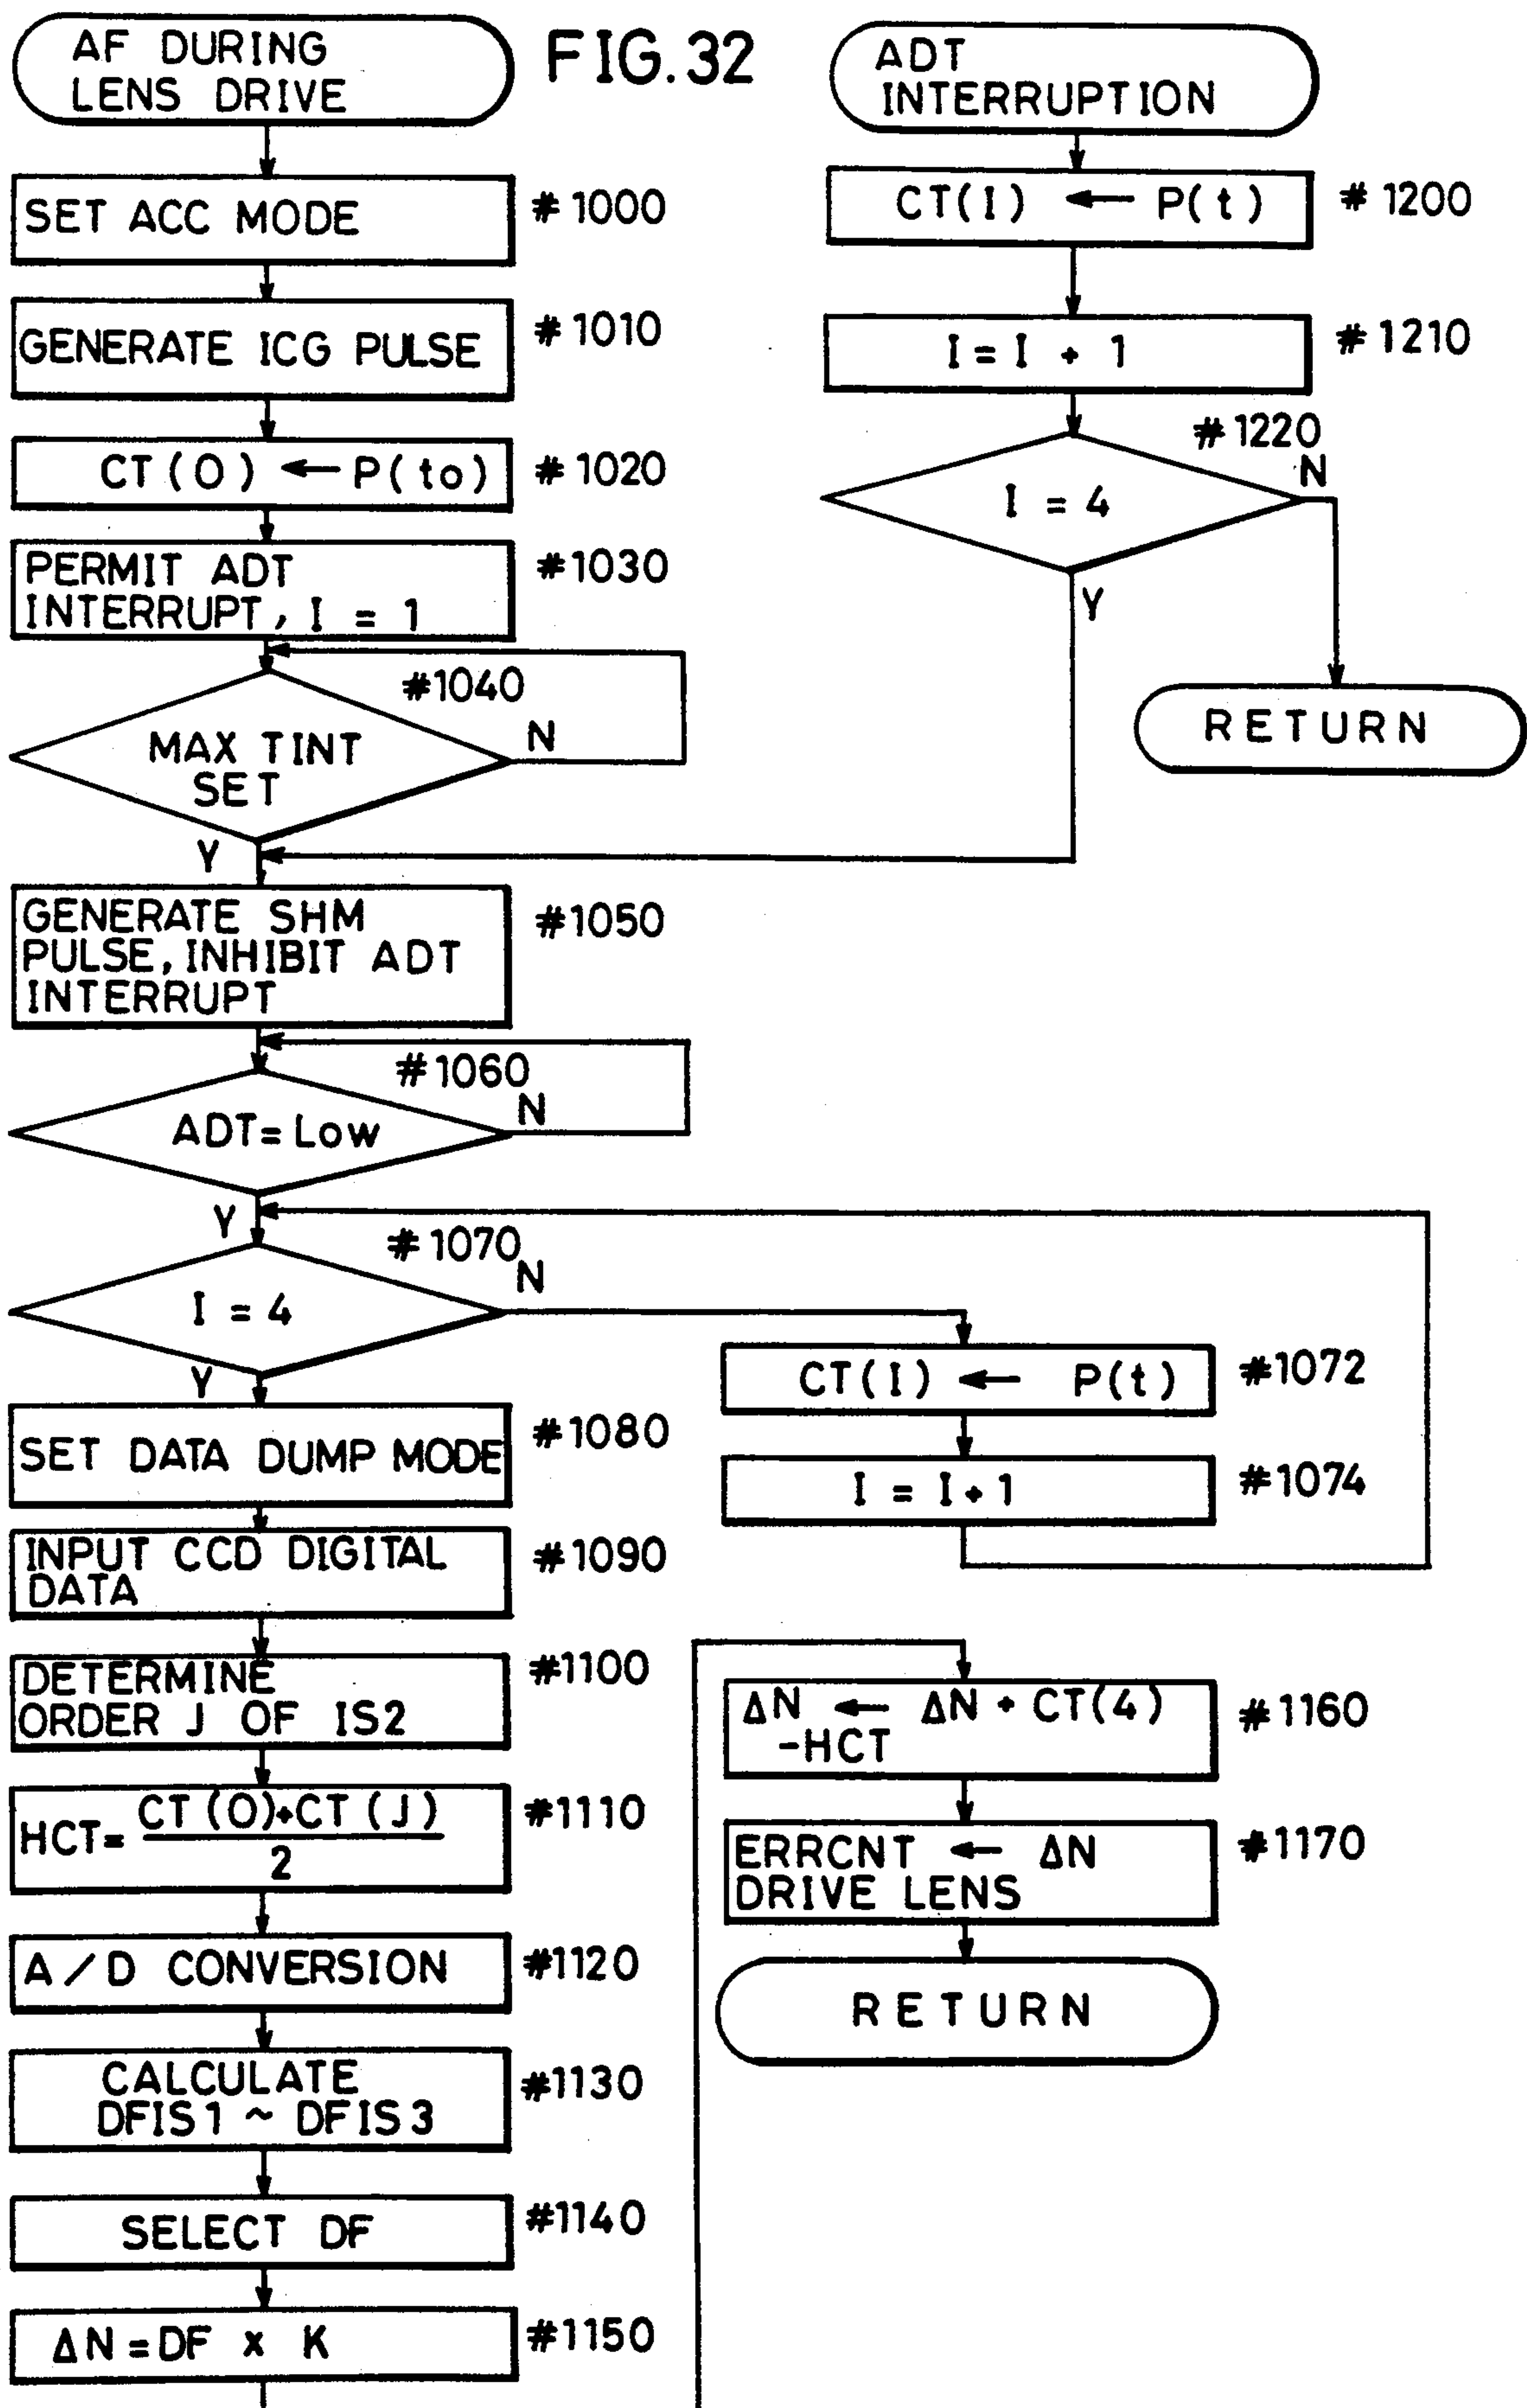 FIG.32
AF DURING
LENS DRIVE
SET ACC MODE
#1000
GENERATE ICG PULSE
#1010
CT(0) ← P(to)
#1020
PERMIT ADT
INTERRUPT, I = 1
#1030
#1040
MAX TINT
SET
N
Y
GENERATE SHM
PULSE, INHIBIT ADT
INTERRUPT
#1050
#1060
ADT=Low
N
Y
#1070
I = 4
N
Y
CT(I) ← P(t)
#1072
I = I+1
#1074
SET DATA DUMP MODE
#1080
INPUT CCD DIGITAL
DATA
#1090
DETERMINE
ORDER J OF IS2
#1100
HCT= CT(0)+CT(J)
2
#1110
A/D CONVERSION
#1120
CALCULATE
DFIS1 ~ DFIS3
#1130
SELECT DF
#1140
ΔN=DF x K
#1150
ΔN ← ΔN + CT(4)
-HCT
#1160
ERRCNT ← ΔN
DRIVE LENS
#1170
RETURN
ADT
INTERRUPTION
CT(I) ← P(t)
#1200
I = I + 1
#1210
#1220
I = 4
N
Y
RETURN